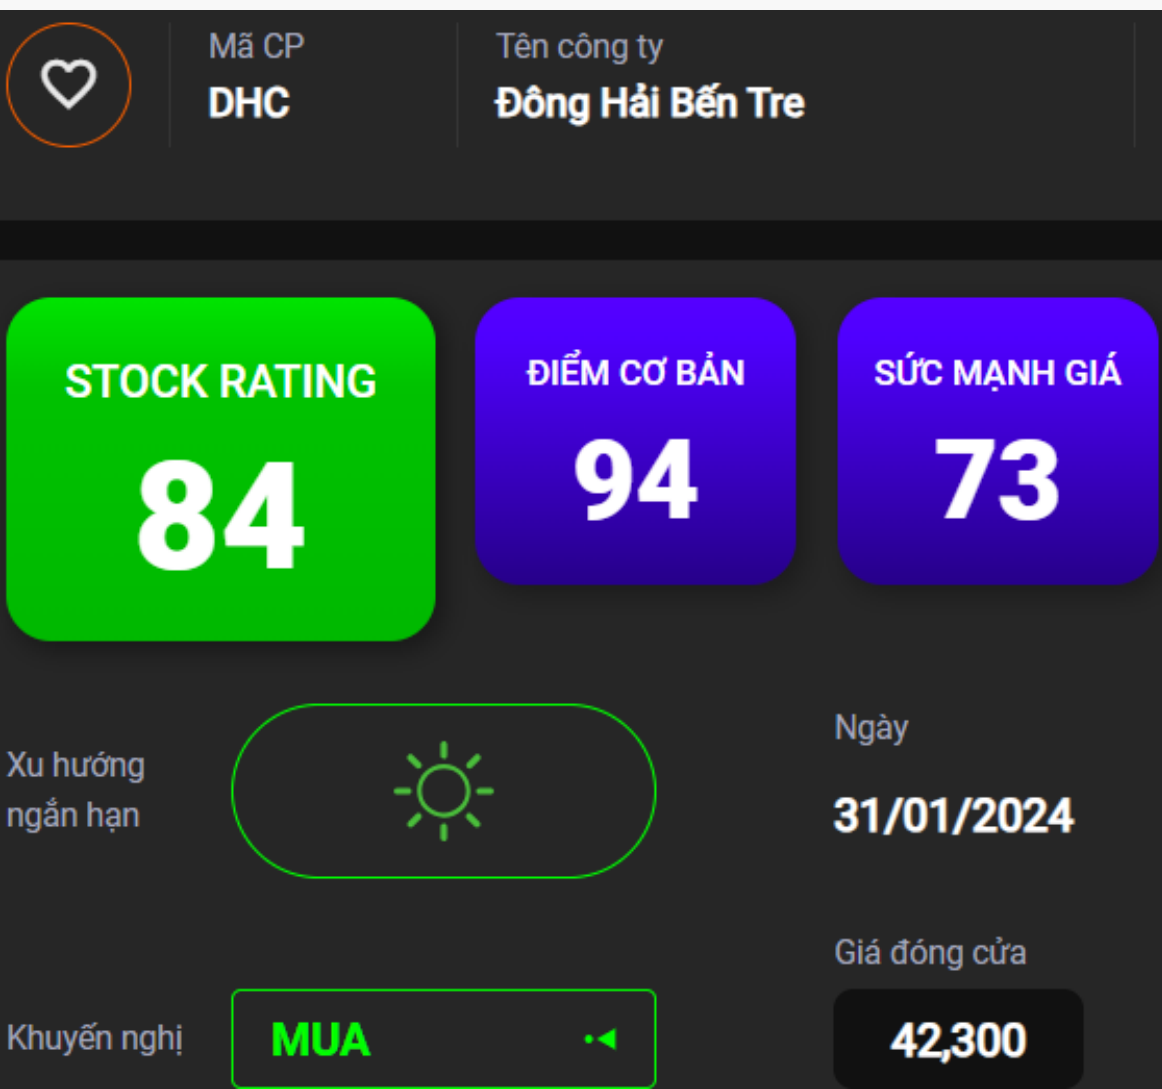 Mã CP
DHC
Tên công ty
Đông Hải Bến Tre
STOCK RATING
84
ĐIỂM CƠ BẢN
94
SỨC MẠNH GIÁ
73
Xu hướng
ngắn hạn
Ngày
31/01/2024
Khuyến nghị
MUA
Giá đóng cửa
42,300